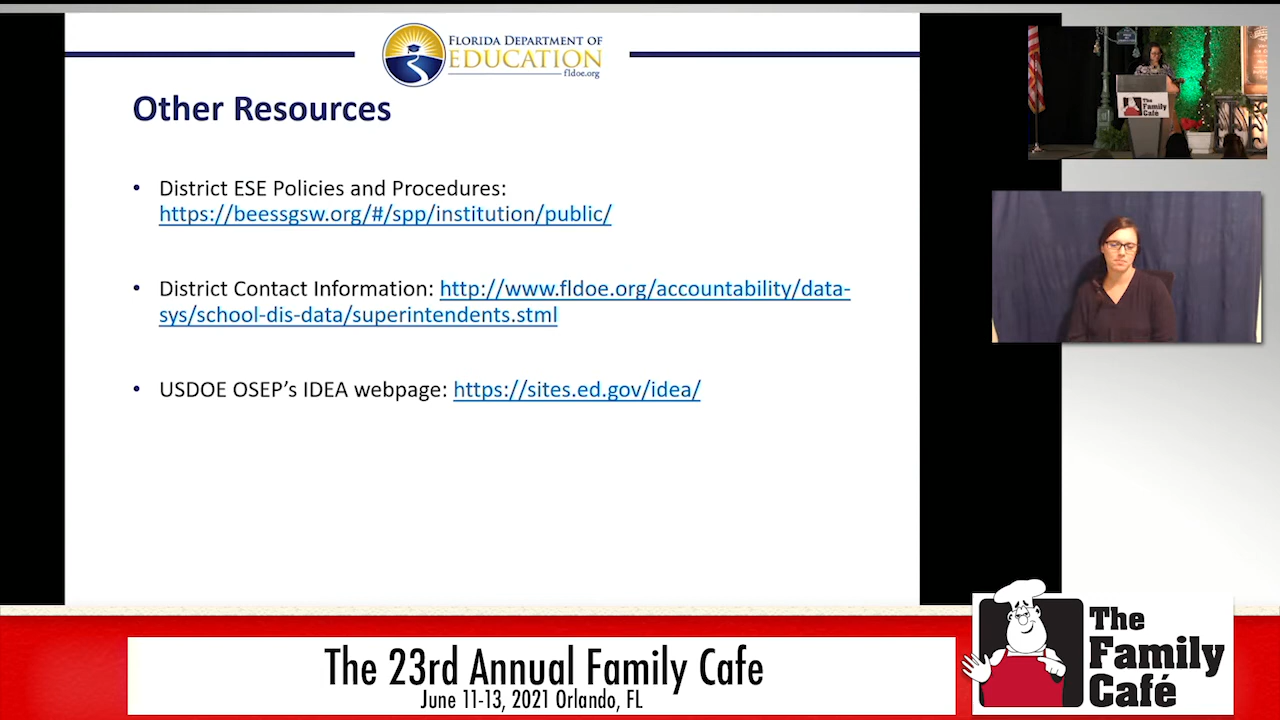 FLORIDA DEPARTMENT OF
EDUCATION
fldoe.org
Other Resources
• District ESE Policies and Procedures:
https://beessgsw.org/#/spp/institution/public/
• District Contact Information: http://www.fldoe.org/accountability/data-
sys/school-dis-data/superintendents.stml
• USDOE OSEP's IDEA webpage: https://sites.ed.gov/idea/
The
Family
Café
The 23rd Annual Family Cafe
June 11-13, 2021 Orlando, FL
The
Family
Café